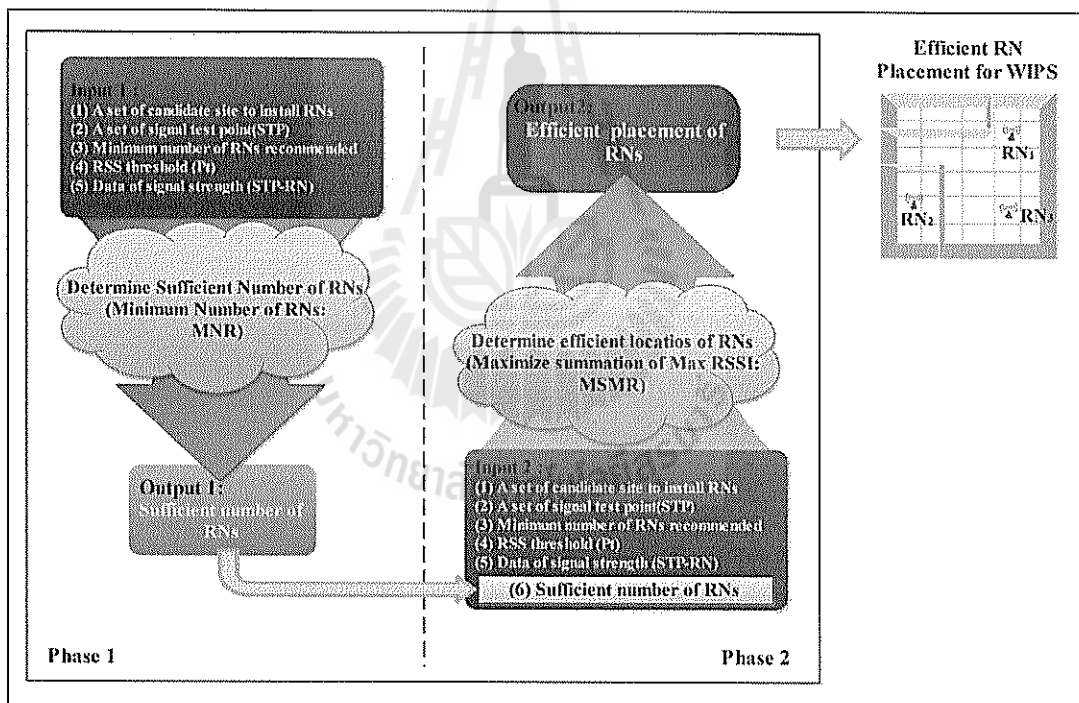 Input 1 :
(1) A set of candidate site to install RNs
(2) A set of signal test point(STP)
(3) Minimum number of RNs recommended
(4) RSS threshold (Pt)
(5) Data of signal strength (STP-RN)
Determine Sufficient Number of RNs
(Minimum Number of RNs:
MNR)
Output 1:
Sufficient number of
RNs
Phase 1
Output2:
Efficient placement of
RNs
Determine efficient locatios of RNs
(Maximize summation of Max RSSI:
MSMR)
Input 2 :
(1) A set of candidate site to install RNs
(2) A set of signal test point(STP)
(3) Minimum number of RNs recommended
(4) RSS threshold (Pt)
(5) Data of signal strength (STP-RN)
(6) Sufficient number of RNs
Phase 2
Efficient RN
Placement for WIPS
RN1
RN2
RN3